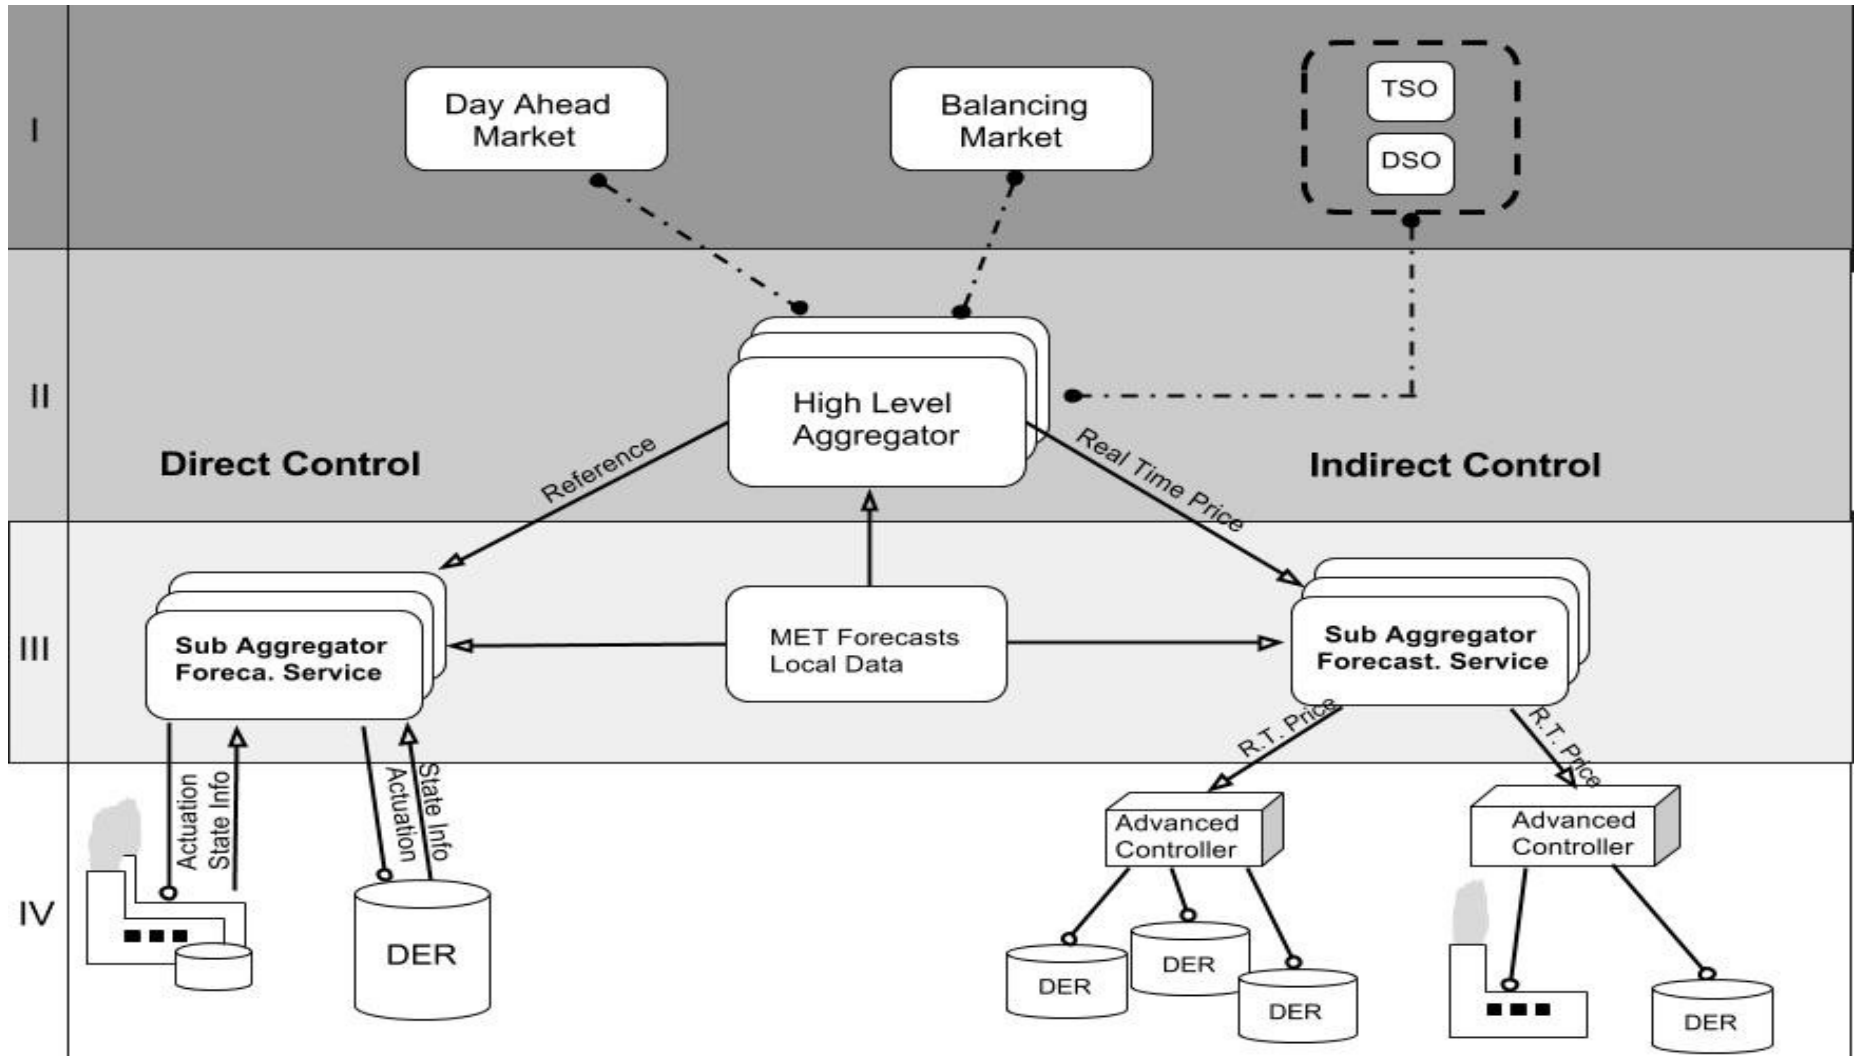 I
Day Ahead
Market
Balancing
Market
TSO
DSO
II
High Level
Aggregator
Direct Control
Indirect Control
Reference
Real Time Price
III
Sub Aggregator
Foreca. Service
MET Forecasts
Local Data
Sub Aggregator
Forecast. Service
R.T. Price
R.T. Price
IV
Actuation
State Info
Actuation
State Info
DER
Advanced
Controller
Advanced
Controller
DER
DER
DER
DER